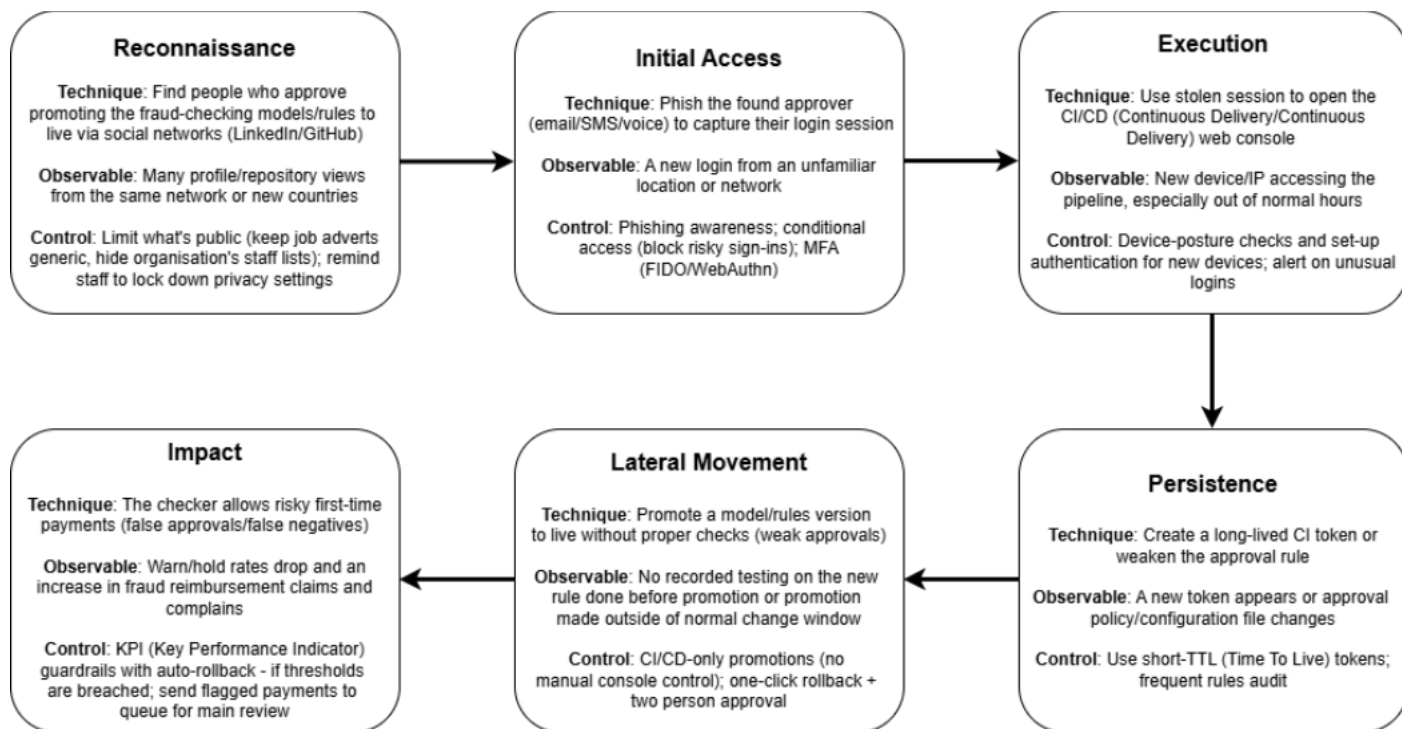 Reconnaissance
Technique: Find people who approve
promoting the fraud-checking models/rules to
live via social networks (LinkedIn/GitHub)
Observable: Many profile/repository views
from the same network or new countries
Control: Limit what's public (keep job adverts
generic, hide organisation's staff lists); remind
staff to lock down privacy settings
Initial Access
Technique: Phish the found approver
(email/SMS/voice) to capture their login session
Observable: A new login from an unfamiliar
location or network
Control: Phishing awareness; conditional
access (block risky sign-ins); MFA
(FIDO/WebAuthn)
Execution
Technique: Use stolen session to open the
CI/CD (Continuous Delivery/Continuous
Delivery) web console
Observable: New device/IP accessing the
pipeline, especially out of normal hours
Control: Device-posture checks and set-up
authentication for new devices; alert on unusual
logins
Persistence
Technique: Create a long-lived CI token or
weaken the approval rule
Observable: A new token appears or approval
policy/configuration file changes
Control: Use short-TTL (Time To Live) tokens;
frequent rules audit
Lateral Movement
Technique: Promote a model/rules version
to live without proper checks (weak approvals)
Observable: No recorded testing on the new
rule done before promotion or promotion
made outside of normal change window
Control: CI/CD-only promotions (no
manual console control); one-click rollback +
two person approval
Impact
Technique: The checker allows risky first-time
payments (false approvals/false negatives)
Observable: Warn/hold rates drop and an
increase in fraud reimbursement claims and
complains
Control: KPI (Key Performance Indicator)
guardrails with auto-rollback - if thresholds
are breached; send flagged payments to
queue for main review